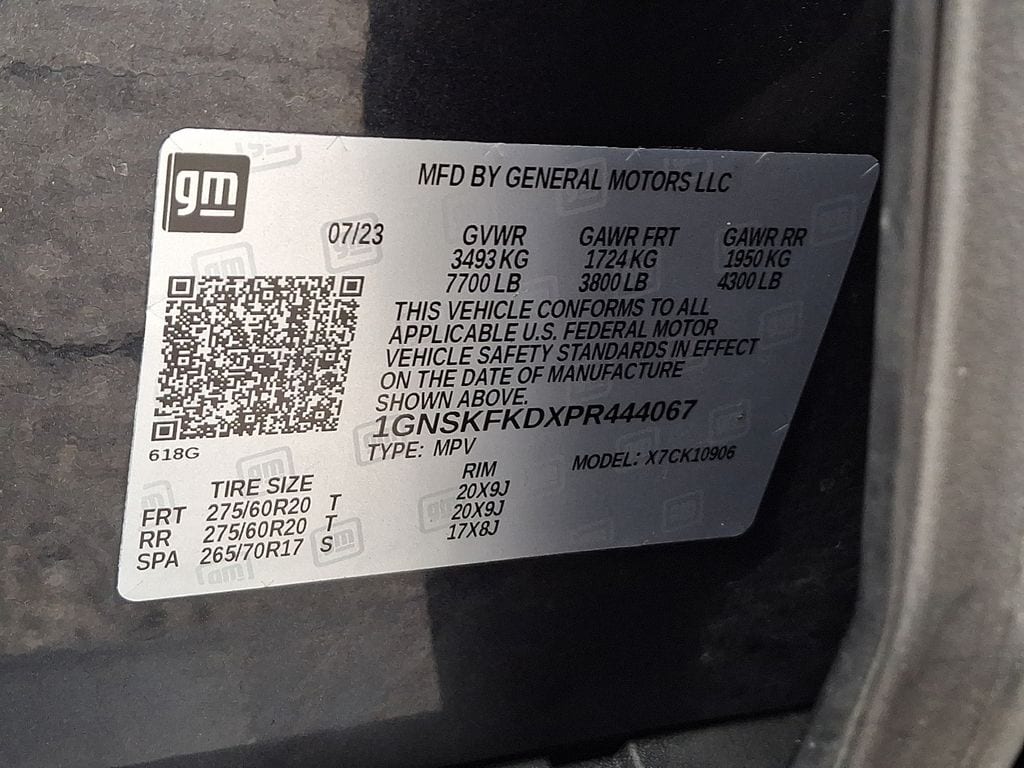 gm
MFD BY GENERAL MOTORS LLC
07/23 GVWR GAWR FRT GAWR RR
3493 KG 1724 KG 1950 KG
7700 LB 3800 LB 4300 LB
THIS VEHICLE CONFORMS TO ALL
APPLICABLE U.S. FEDERAL MOTOR
VEHICLE SAFETY STANDARDS IN EFFECT
ON THE DATE OF MANUFACTURE
SHOWN ABOVE.
1GNSKFKDXPR444067
618G
TYPE: MPV MODEL: X7CK10906
TIRE SIZE RIM
FRT 275/60R20 T 20X9J
RR 275/60R20 T 20X9J
SPA 265/70R17 S 17X8J